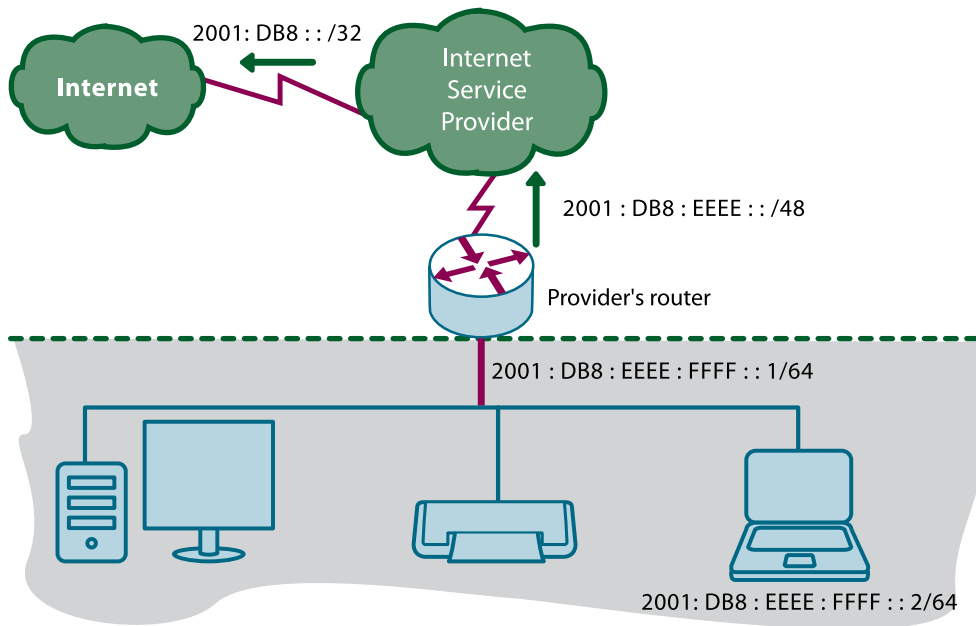 2001: DB8 : : /32
Internet
Internet
Service
Provider
2001 : DB8 : EEEE : : /48
Provider's router
2001 : DB8 : EEEE : FFFF : : 1/64
2001: DB8 : EEEE : FFFF : : 2/64